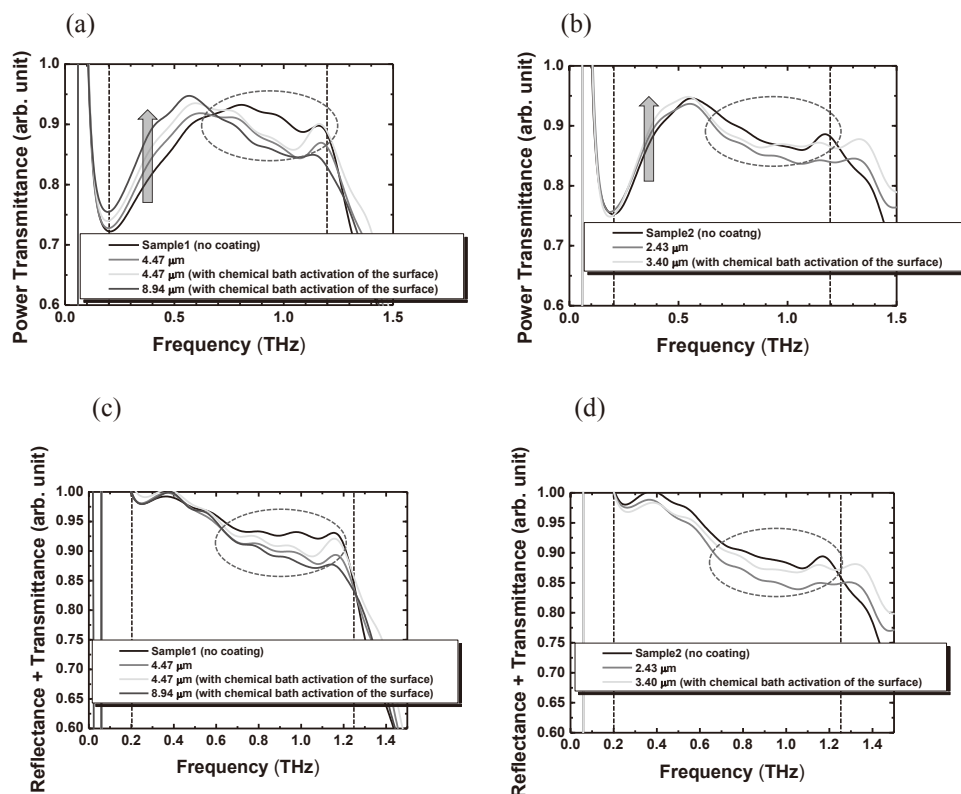 (a)
Power Transmittance (arb. unit)
1.0
0.9
0.8
0.7
0.6
Sample1 (no coating)
4.47 μm
4.47 μm (with chemical bath activation of the surface)
8.94 μm (with chemical bath activation of the surface)
0.0 0.5 1.0 1.5
Frequency (THz)
(b)
Power Transmittance (arb. unit)
1.0
0.9
0.8
0.7
0.6
Sample2 (no coatng)
2.43 μm
3.40 μm (with chemical bath activation of the surface)
0.0 0.5 1.0 1.5
Frequency (THz)
(c)
Reflectance + Transmittance (arb. unit)
1.00
0.95
0.90
0.85
0.80
0.75
0.70
0.65
0.60
Sample1 (no coating)
4.47 μm
4.47 μm (with chemical bath activation of the surface)
8.94 μm (with chemical bath activation of the surface)
0.0 0.2 0.4 0.6 0.8 1.0 1.2 1.4
Frequency (THz)
(d)
Reflectance + Transmittance (arb. unit)
1.00
0.95
0.90
0.85
0.80
0.75
0.70
0.65
0.60
Sample2 (no coating)
2.43 μm
3.40 μm (with chemical bath activation of the surface)
0.0 0.2 0.4 0.6 0.8 1.0 1.2 1.4
Frequency (THz)